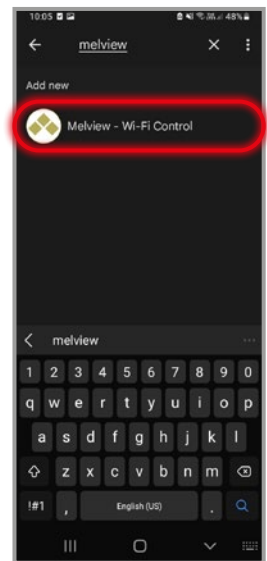 10:05 48%
melview
Add new
Melview - Wi-Fi Control
melview
1 2 3 4 5 6 7 8 9 0
q w e r t y u i o p
a s d f g h j k l
z x c v b n m
!#1 , English (US) .